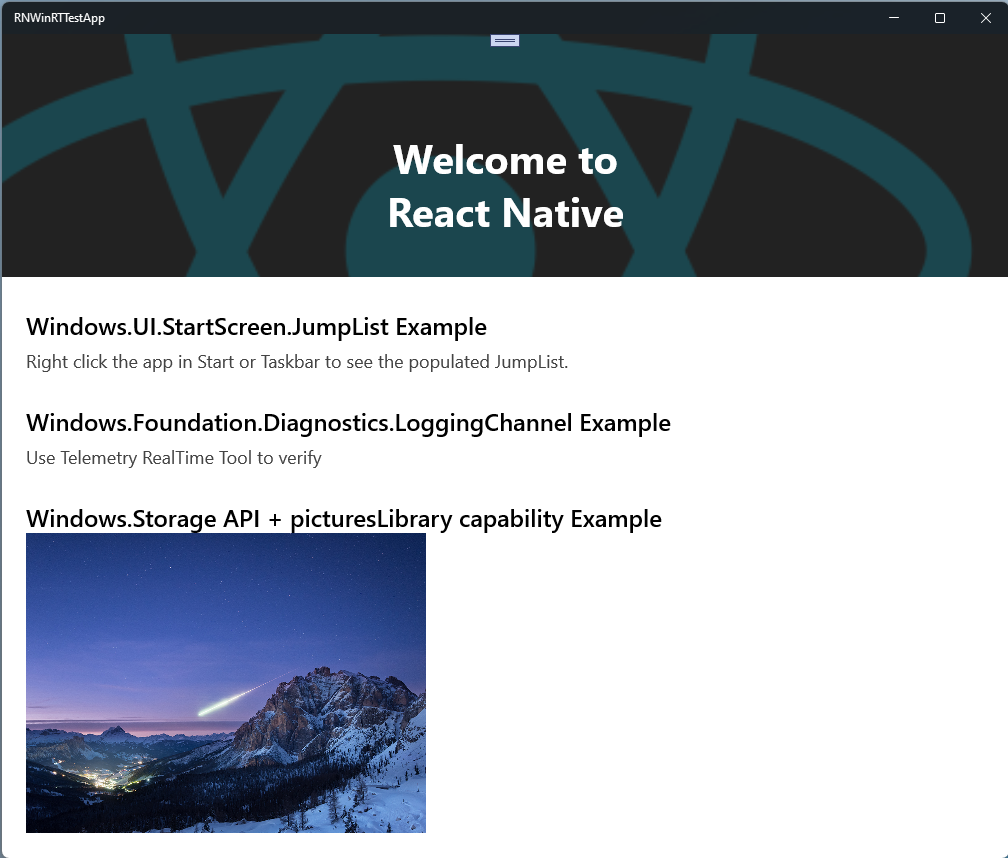 RNWinRTTestApp
Welcome to
React Native
Windows.UI.StartScreen.JumpList Example
Right click the app in Start or Taskbar to see the populated JumpList.
Windows.Foundation.Diagnostics.LoggingChannel Example
Use Telemetry RealTime Tool to verify
Windows.Storage API + picturesLibrary capability Example